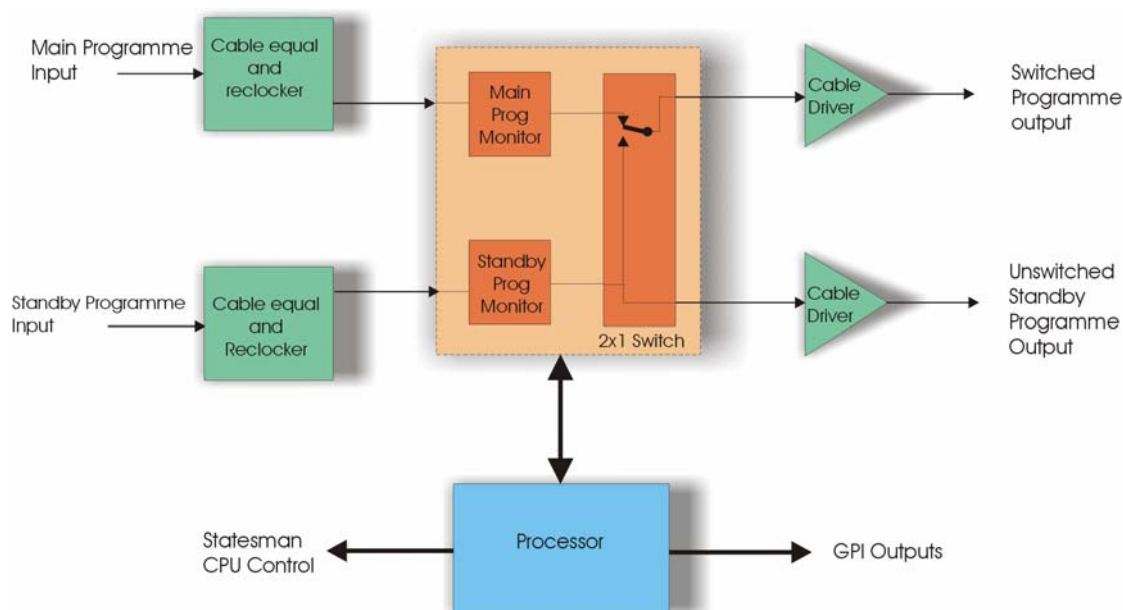 Main Programme
Input
Cable equal
and
reclocker
Main
Prog
Monitor
Cable
Driver
Switched
Programme
output
Standby Programme
Input
Cable equal
and
Reclocker
Standby
Prog
Monitor
2x1 Switch
Cable
Driver
Unswitched
Standby
Programme
Output
Statesman
CPU Control
Processor
GPI Outputs